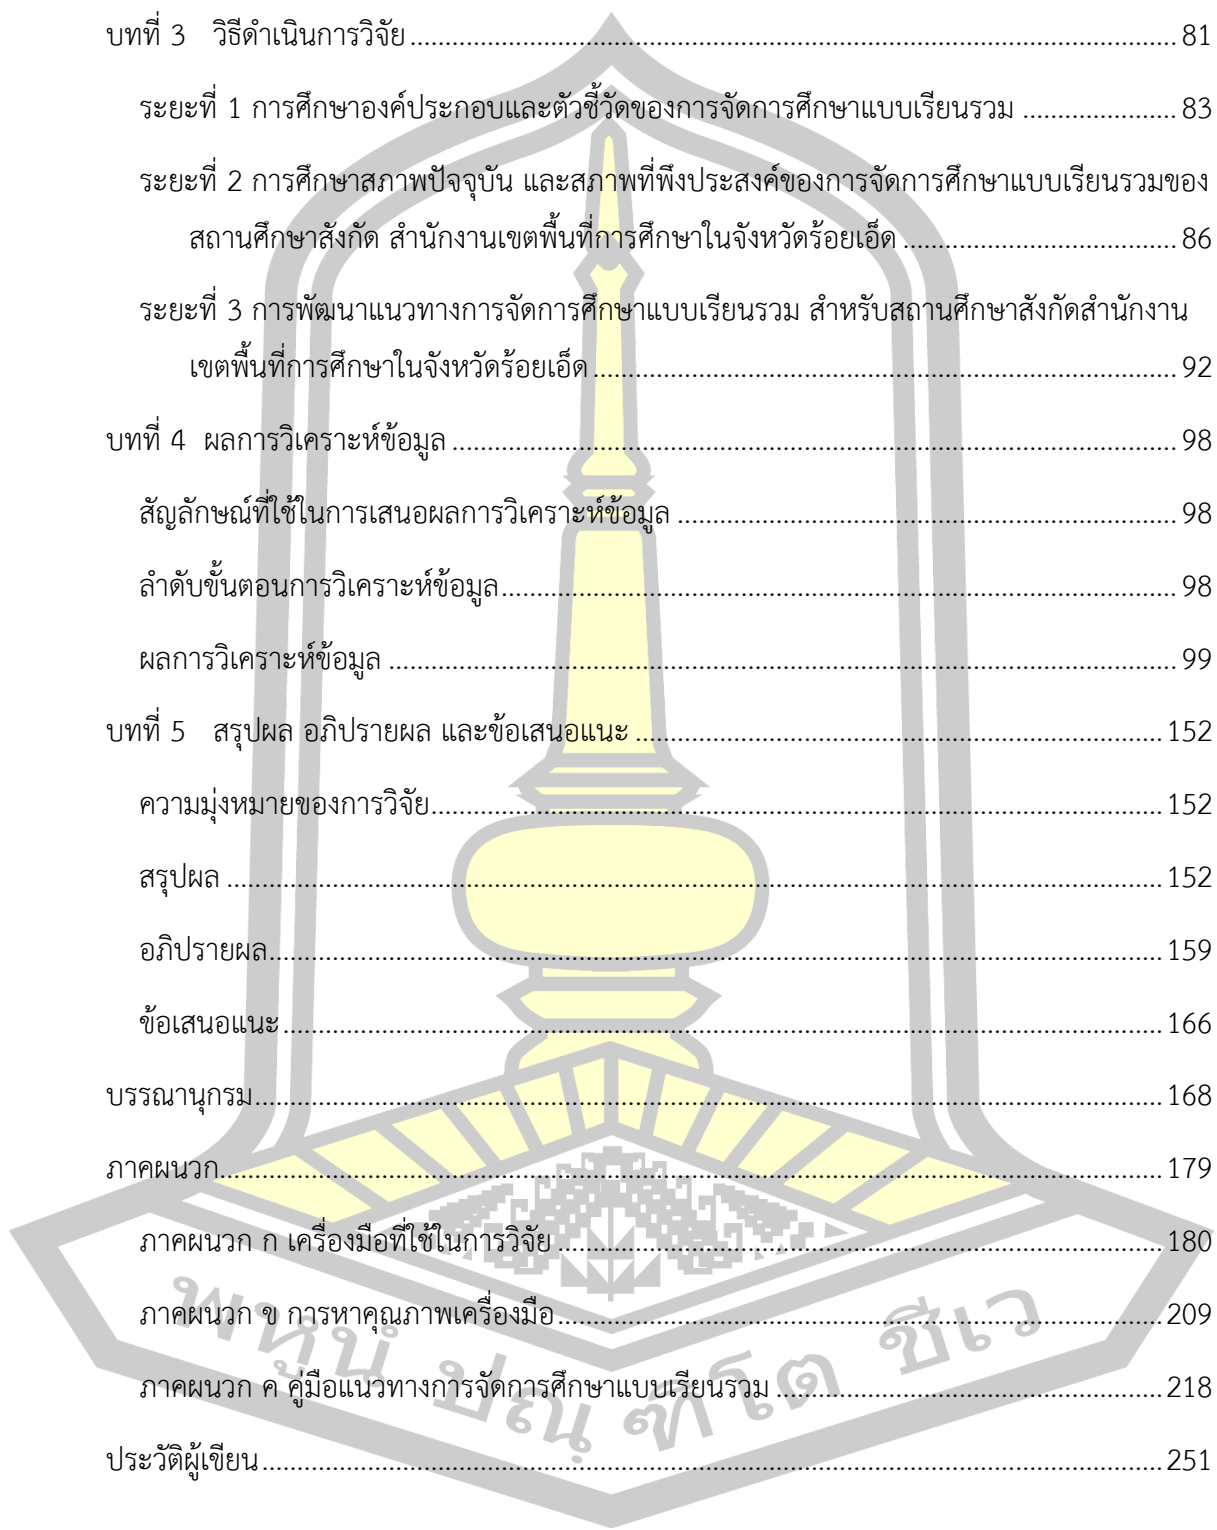 บทที่ 3 วิธีดำเนินการวิจัย ........ 81
ระยะที่ 1 การศึกษาองค์ประกอบและตัวชี้วัดของการจัดการศึกษาแบบเรียนรวม ........ 83
ระยะที่ 2 การศึกษาสภาพปัจจุบัน และสภาพที่พึงประสงค์ของการจัดการศึกษาแบบเรียนรวมของ
สถานศึกษาสังกัด สำนักงานเขตพื้นที่การศึกษาในจังหวัดร้อยเอ็ด ........ 86
ระยะที่ 3 การพัฒนาแนวทางการจัดการศึกษาแบบเรียนรวม สำหรับสถานศึกษาสังกัดสำนักงาน
เขตพื้นที่การศึกษาในจังหวัดร้อยเอ็ด ........ 92
บทที่ 4 ผลการวิเคราะห์ข้อมูล ........ 98
สัญลักษณ์ที่ใช้ในการเสนอผลการวิเคราะห์ข้อมูล ........ 98
ลำดับขั้นตอนการวิเคราะห์ข้อมูล ........ 98
ผลการวิเคราะห์ข้อมูล ........ 99
บทที่ 5 สรุปผล อภิปรายผล และข้อเสนอแนะ ........ 152
ความมุ่งหมายของการวิจัย ........ 152
สรุปผล ........ 152
อภิปรายผล ........ 159
ข้อเสนอแนะ ........ 166
บรรณานุกรม ........ 168
ภาคผนวก ........ 179
ภาคผนวก ก เครื่องมือที่ใช้ในการวิจัย ........ 180
ภาคผนวก ข การหาคุณภาพเครื่องมือ ........ 209
ภาคผนวก ค คู่มือแนวทางการจัดการศึกษาแบบเรียนรวม ........ 218
ประวัติผู้เขียน ........ 251
พหุนํ ปณฺฑิโต ชีเว